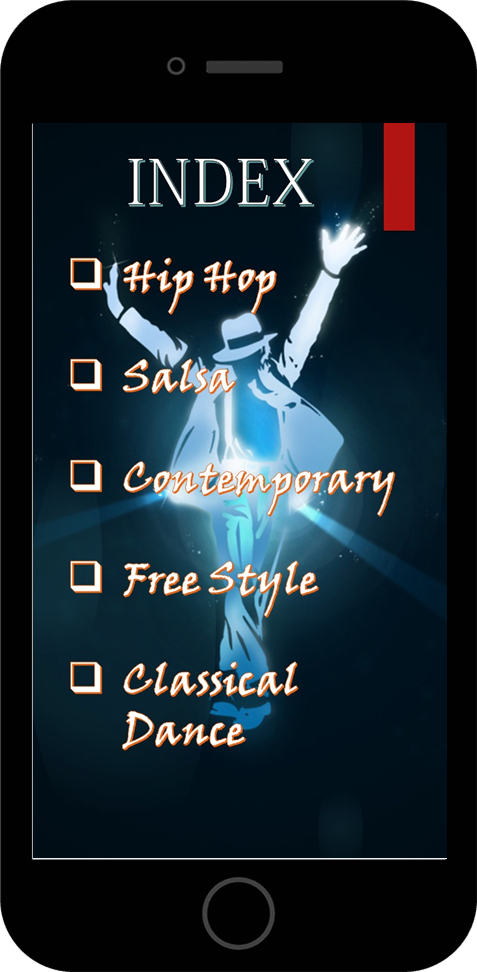 INDEX
Hip Hop
Salsa
Contemporary
Free Style
Classical
Dance